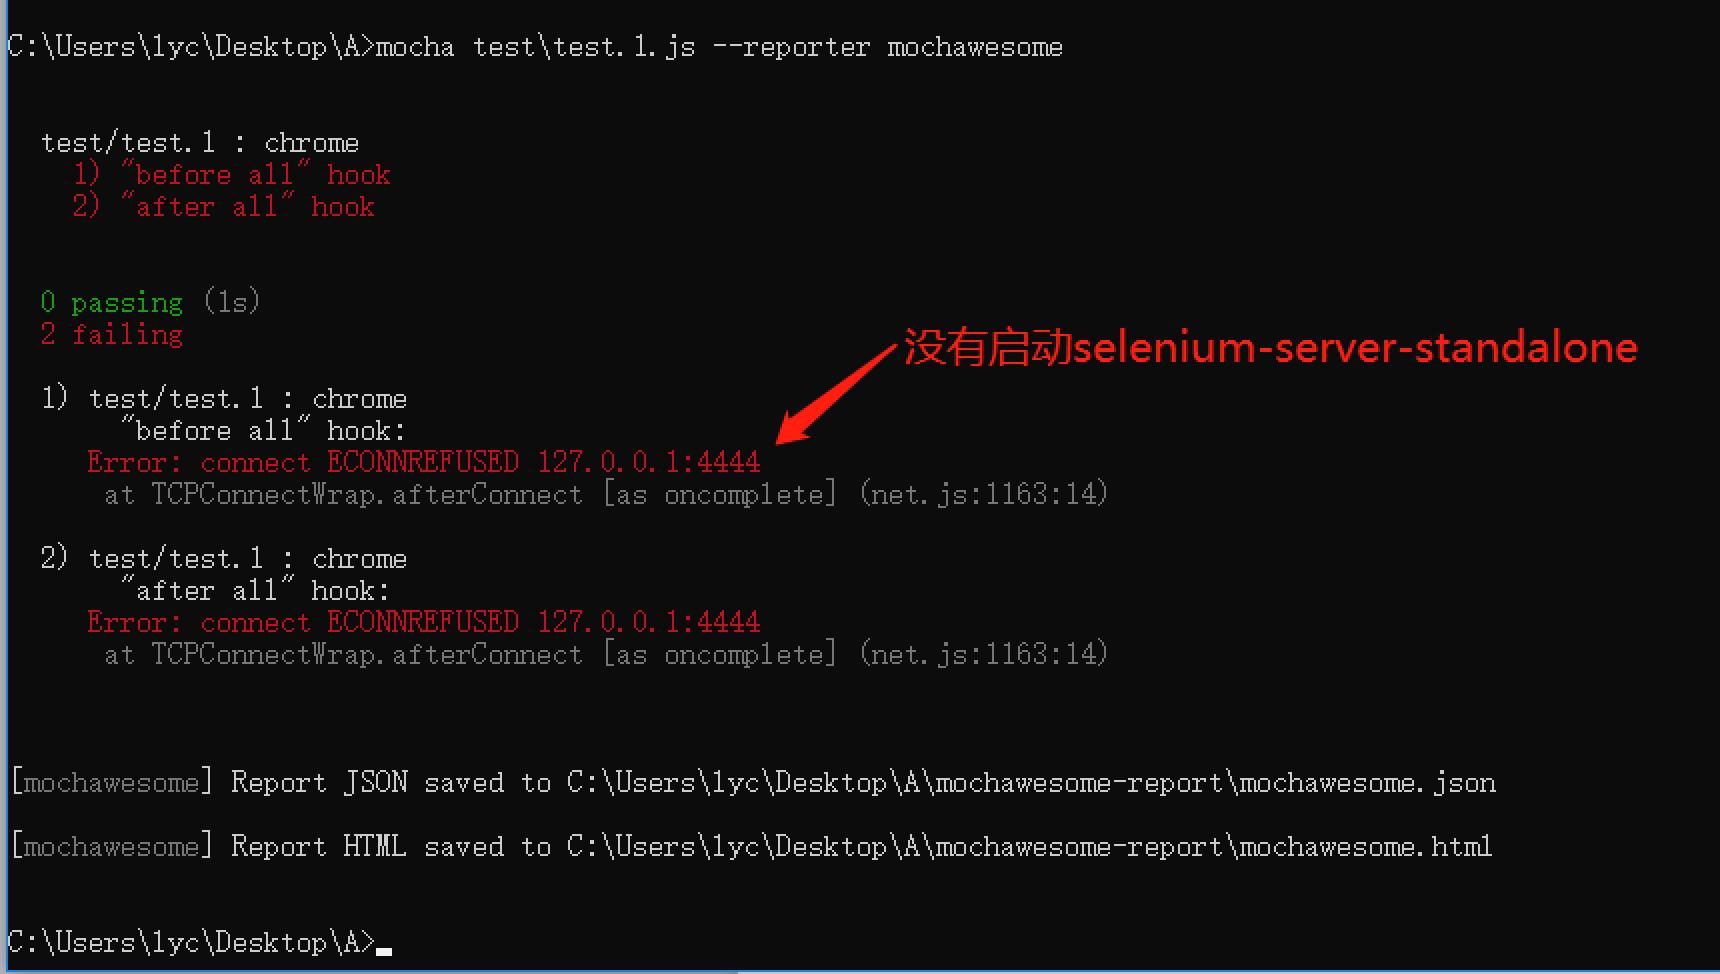 C:\Users\lyc\Desktop\A>mocha test\test.1.js --reporter mochawesome
test/test.1 : chrome
1) "before all" hook
2) "after all" hook
0 passing (1s)
2 failing
没有启动selenium-server-standalone
1) test/test.1 : chrome
"before all" hook:
Error: connect ECONNREFUSED 127.0.0.1:4444
at TCPConnectWrap.afterConnect [as oncomplete] (net.js:1163:14)
2) test/test.1 : chrome
"after all" hook:
Error: connect ECONNREFUSED 127.0.0.1:4444
at TCPConnectWrap.afterConnect [as oncomplete] (net.js:1163:14)
[mochawesome] Report JSON saved to C:\Users\lyc\Desktop\A\mochawesome-report\mochawesome.json
[mochawesome] Report HTML saved to C:\Users\lyc\Desktop\A\mochawesome-report\mochawesome.html
C:\Users\lyc\Desktop\A>